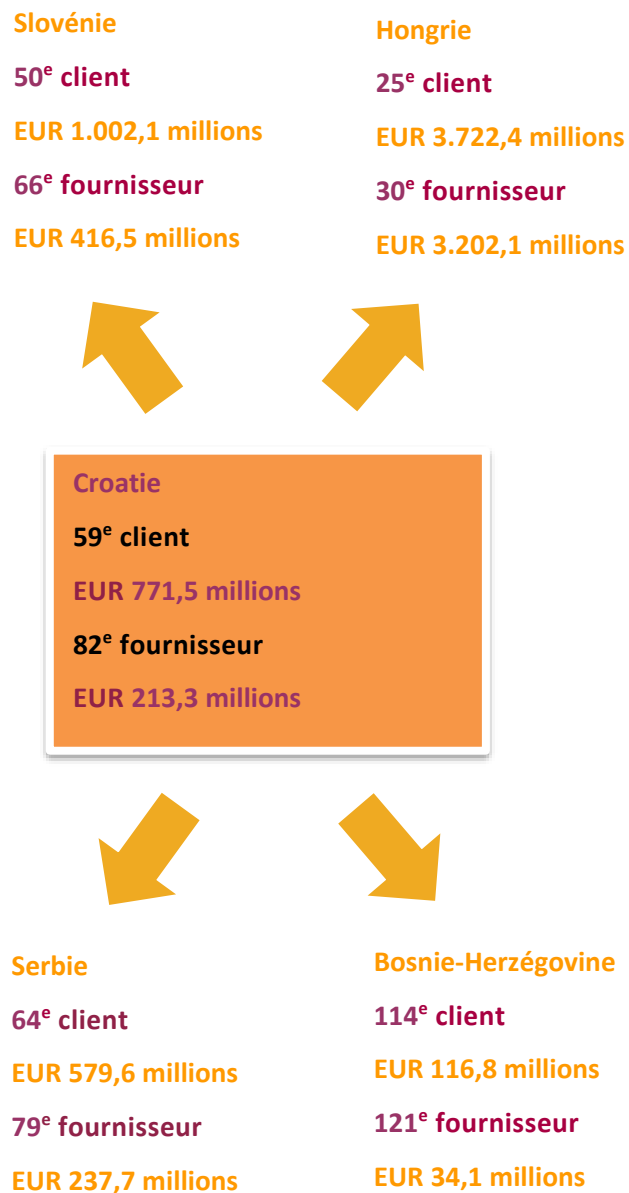 Slovénie
50e client
EUR 1.002,1 millions
66e fournisseur
EUR 416,5 millions
Hongrie
25e client
EUR 3.722,4 millions
30e fournisseur
EUR 3.202,1 millions
Croatie
59e client
EUR 771,5 millions
82e fournisseur
EUR 213,3 millions
Serbie
64e client
EUR 579,6 millions
79e fournisseur
EUR 237,7 millions
Bosnie-Herzégovine
114e client
EUR 116,8 millions
121e fournisseur
EUR 34,1 millions